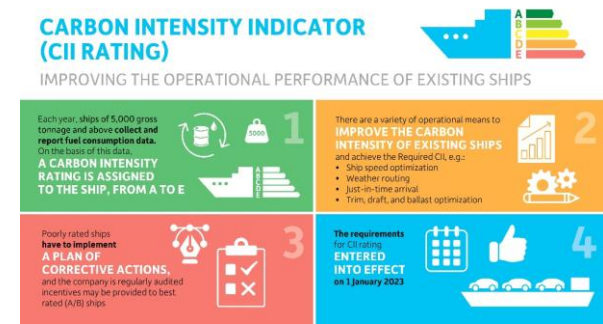 CARBON INTENSITY INDICATOR
(CII RATING)
IMPROVING THE OPERATIONAL PERFORMANCE OF EXISTING SHIPS
A
B
C
D
E
Each year, ships of 5,000 gross
tonnage and above collect and
report fuel consumption data.
On the basis of this data,
A CARBON INTENSITY
RATING IS ASSIGNED
TO THE SHIP, FROM A TO E
5000
1
A
B
C
D
E
There are a variety of operational means to
IMPROVE THE CARBON
INTENSITY OF EXISTING SHIPS
and achieve the Required CII, e.g.:
• Ship speed optimization
• Weather routing
• Just-in-time arrival
• Trim, draft, and ballast optimization
2
Poorly rated ships
have to implement
A PLAN OF
CORRECTIVE ACTIONS,
and the company is regularly audited
incentives may be provided to best
rated (A/B) ships
3
The requirements
for CII rating
ENTERED
INTO EFFECT
on 1 January 2023
4